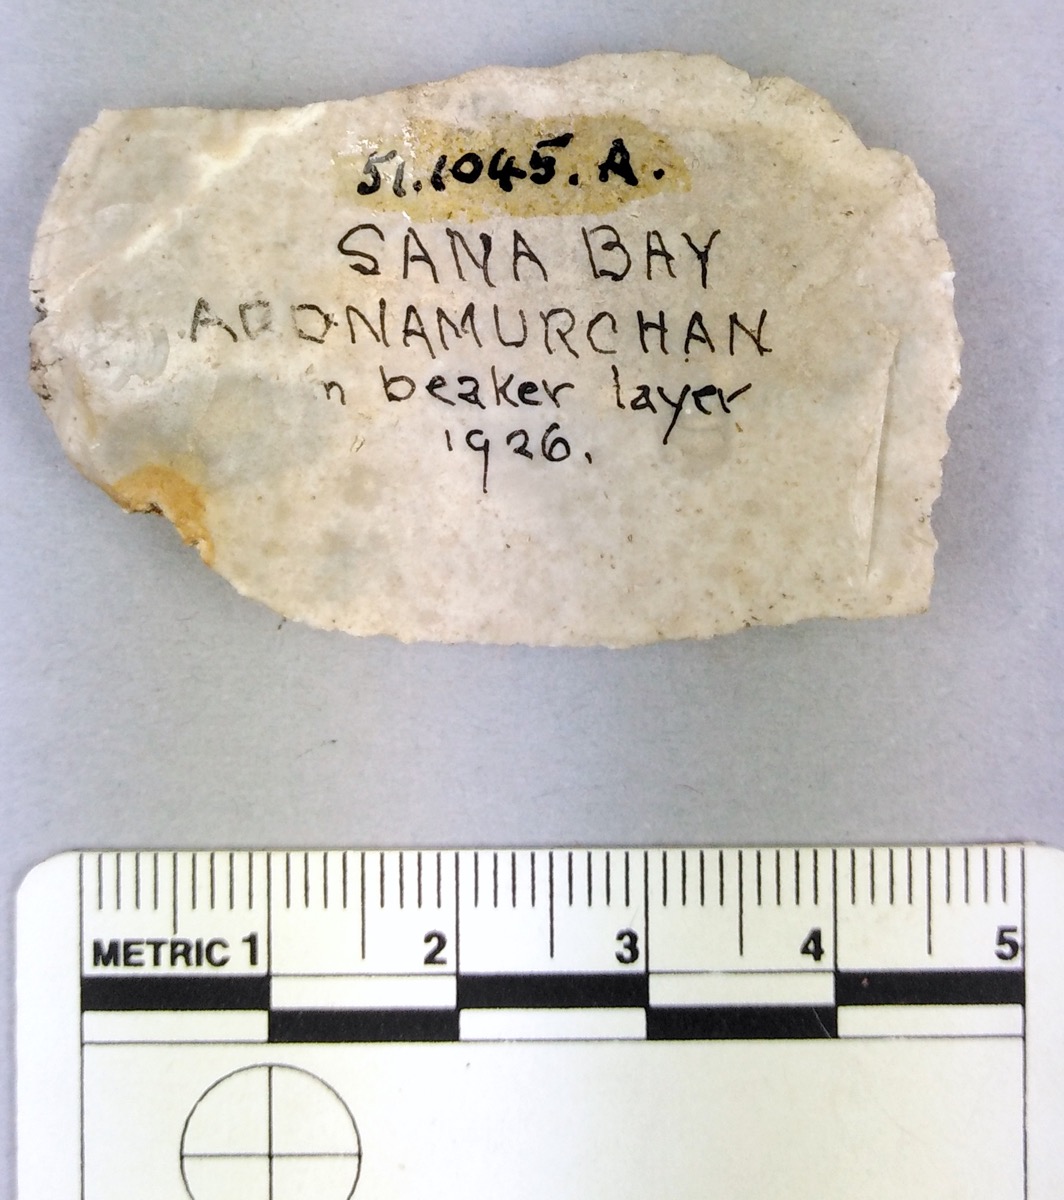 51.1045.A.
SANA BAY
ARDNAMURCHAN
n beaker layer
1926.
METRIC 1 2 3 4 5